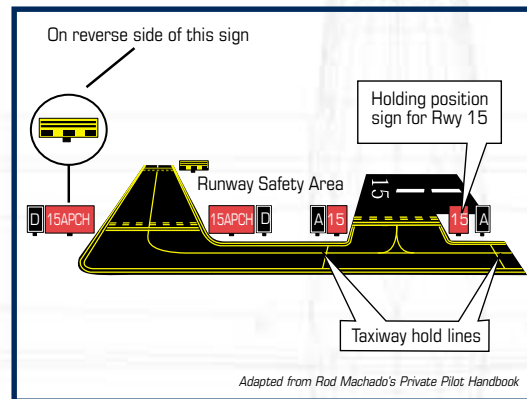 On reverse side of this sign
Holding position
sign for Rwy 15
Runway Safety Area
15
D 15APCH
15APCH D
A 15
15 A
Taxiway hold lines
Adapted from Rod Machado's Private Pilot Handbook